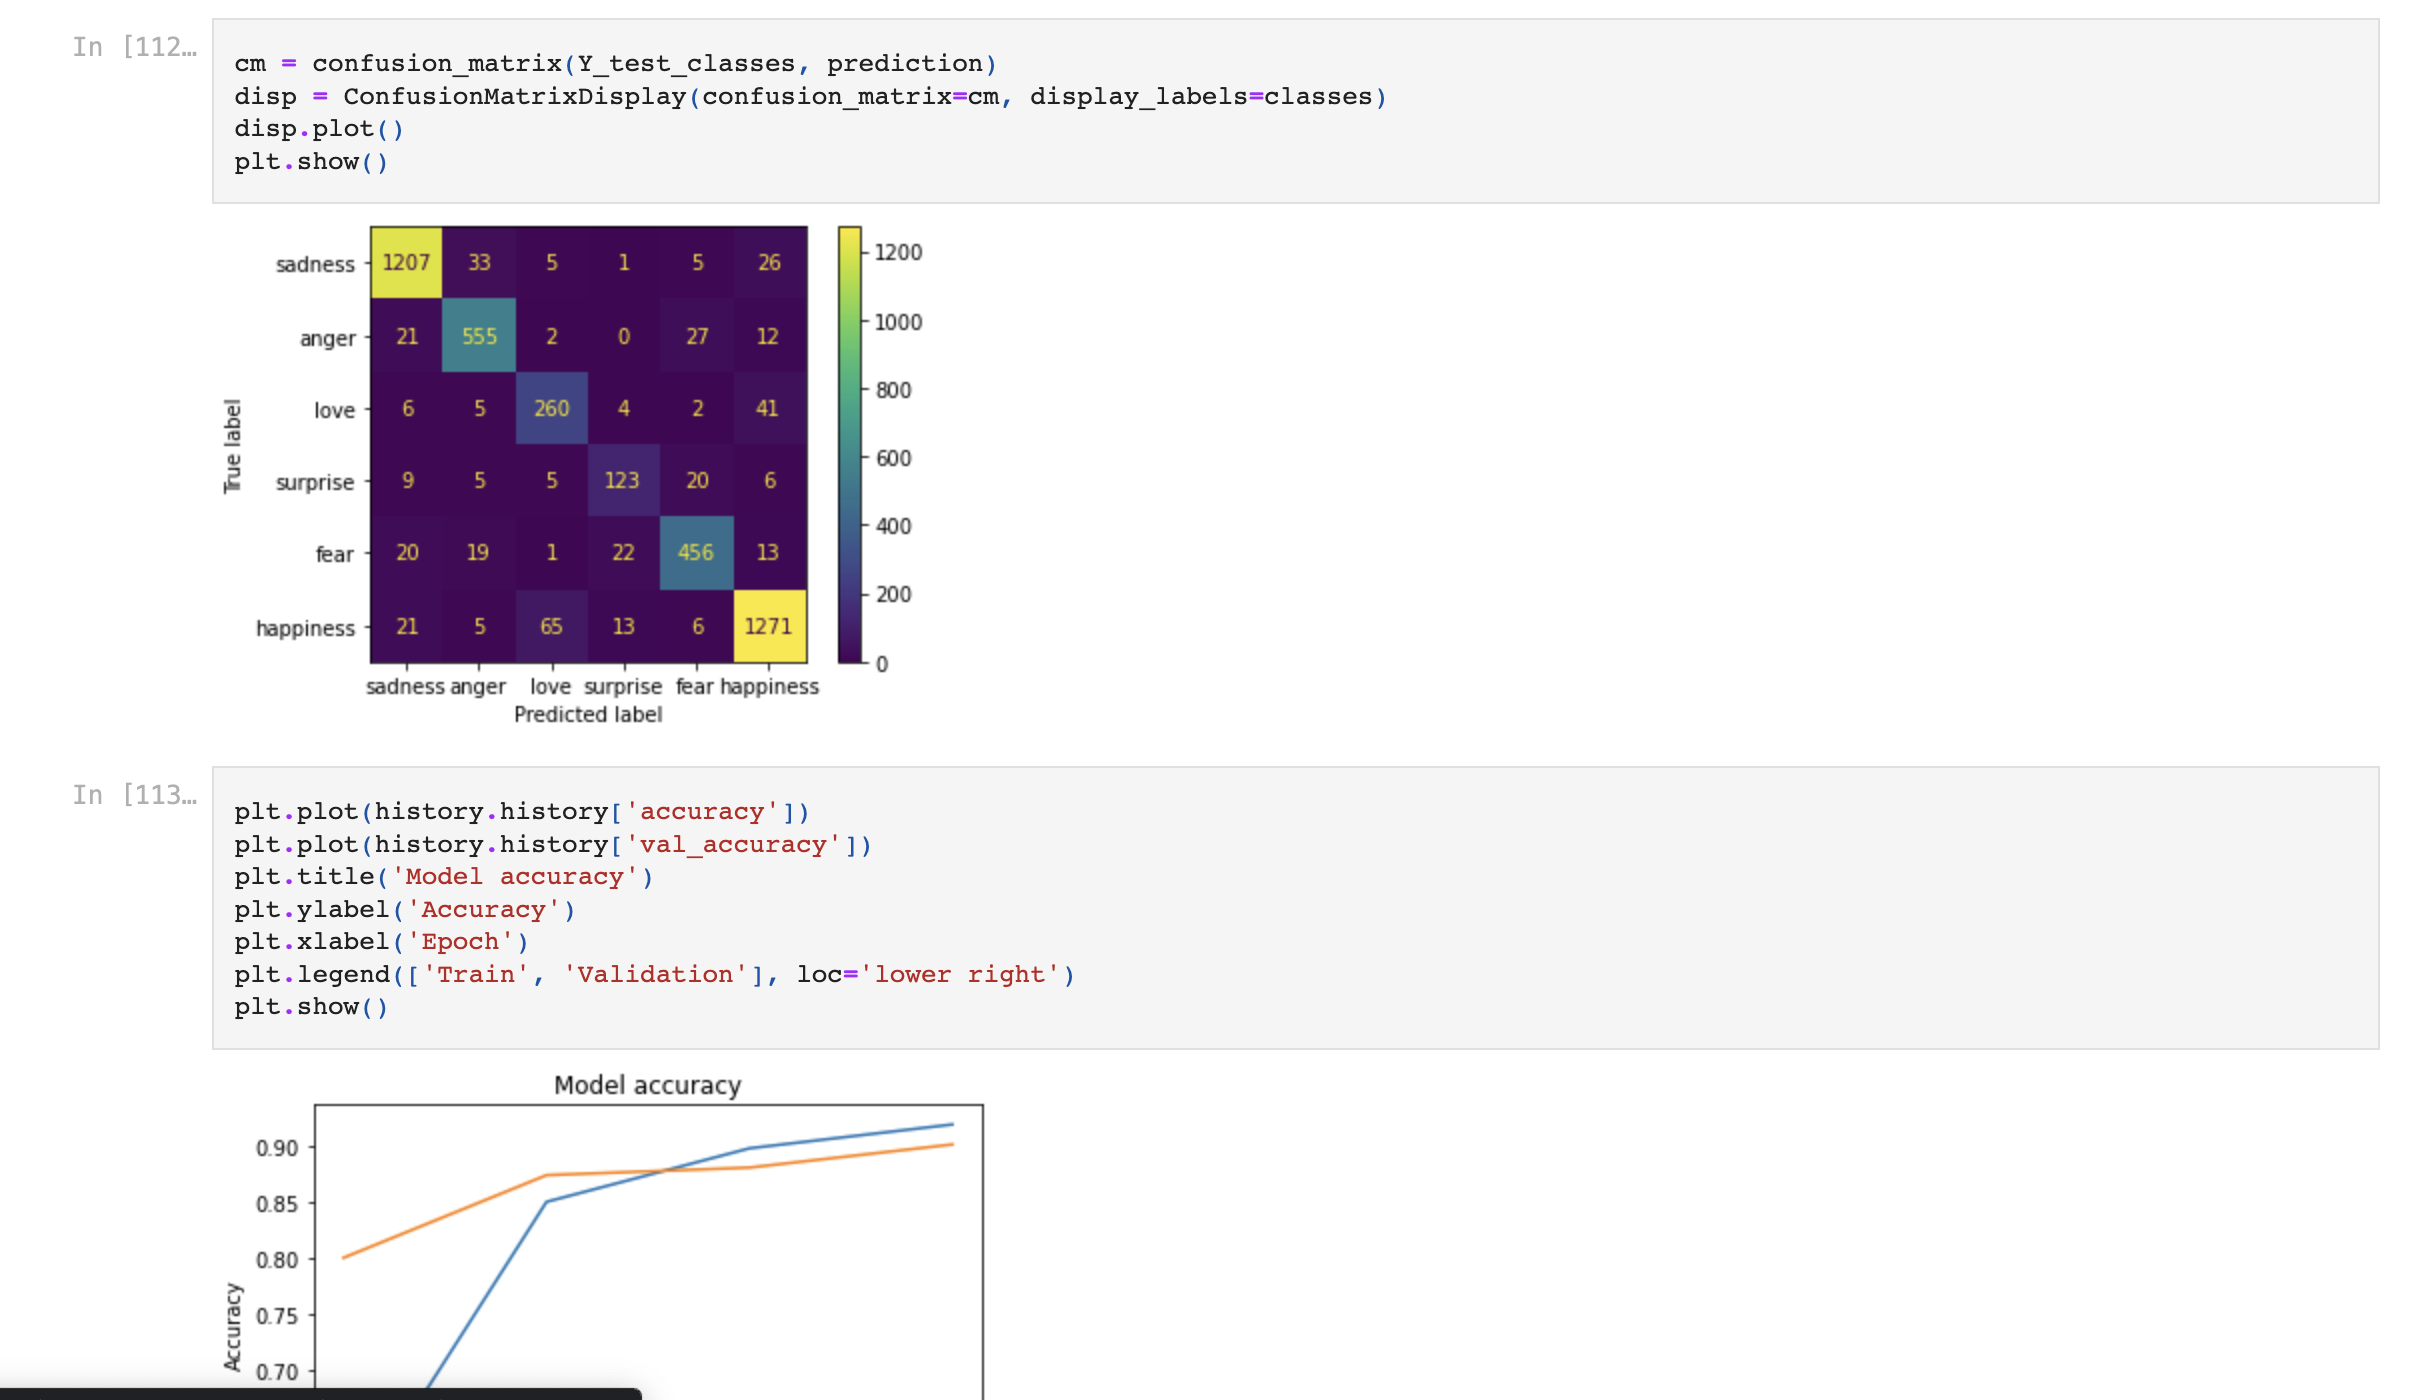 In [112…
cm = confusion_matrix(Y_test_classes, prediction)
disp = ConfusionMatrixDisplay(confusion_matrix=cm, display_labels=classes)
disp.plot()
plt.show()
True label
sadness 1207 33 5 1 5 26
anger 21 555 2 0 27 12
love 6 5 260 4 2 41
surprise 9 5 5 123 20 6
fear 20 19 1 22 456 13
happiness 21 5 65 13 6 1271
sadness anger love surprise fear happiness
Predicted label
1200
1000
800
600
400
200
0
In [113…
plt.plot(history.history['accuracy'])
plt.plot(history.history['val_accuracy'])
plt.title('Model accuracy')
plt.ylabel('Accuracy')
plt.xlabel('Epoch')
plt.legend(['Train', 'Validation'], loc='lower right')
plt.show()
Model accuracy
Accuracy
0.90
0.85
0.80
0.75
0.70